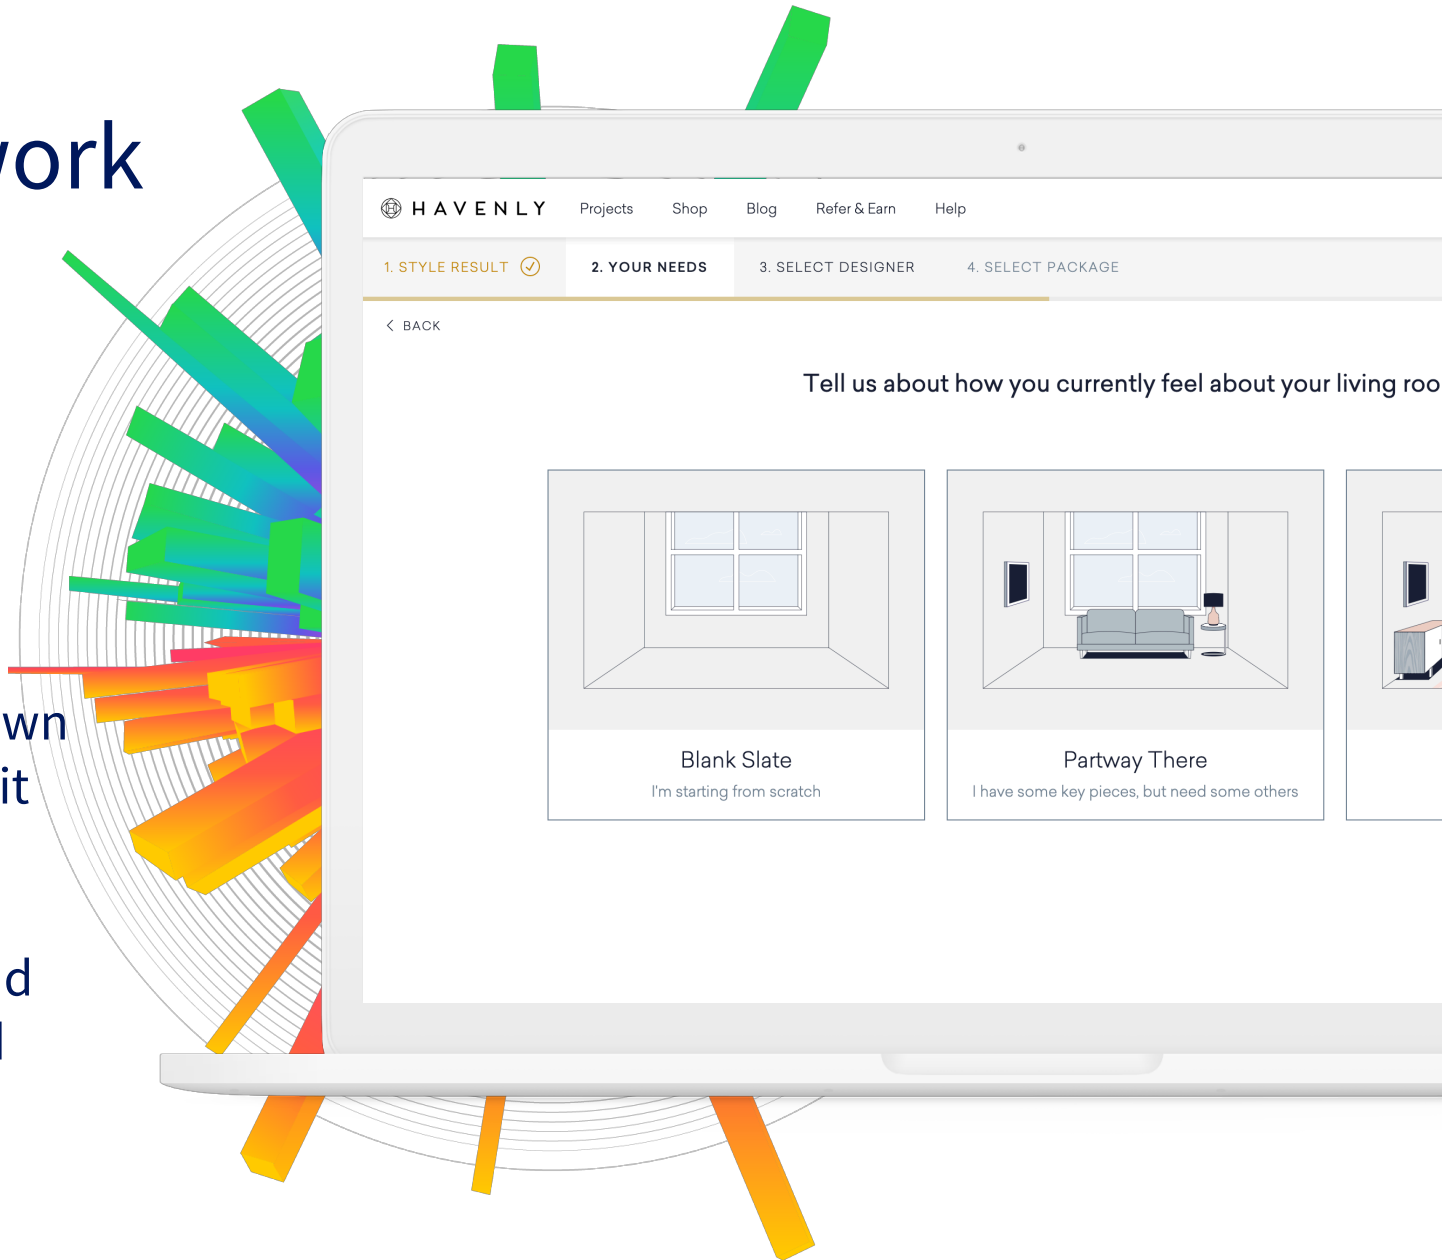 work
own
it
d
HAVENLY Projects Shop Blog Refer & Earn Help
1. STYLE RESULT 2. YOUR NEEDS 3. SELECT DESIGNER 4. SELECT PACKAGE
BACK
Tell us about how you currently feel about your living roo
Blank Slate
I'm starting from scratch
Partway There
I have some key pieces, but need some others